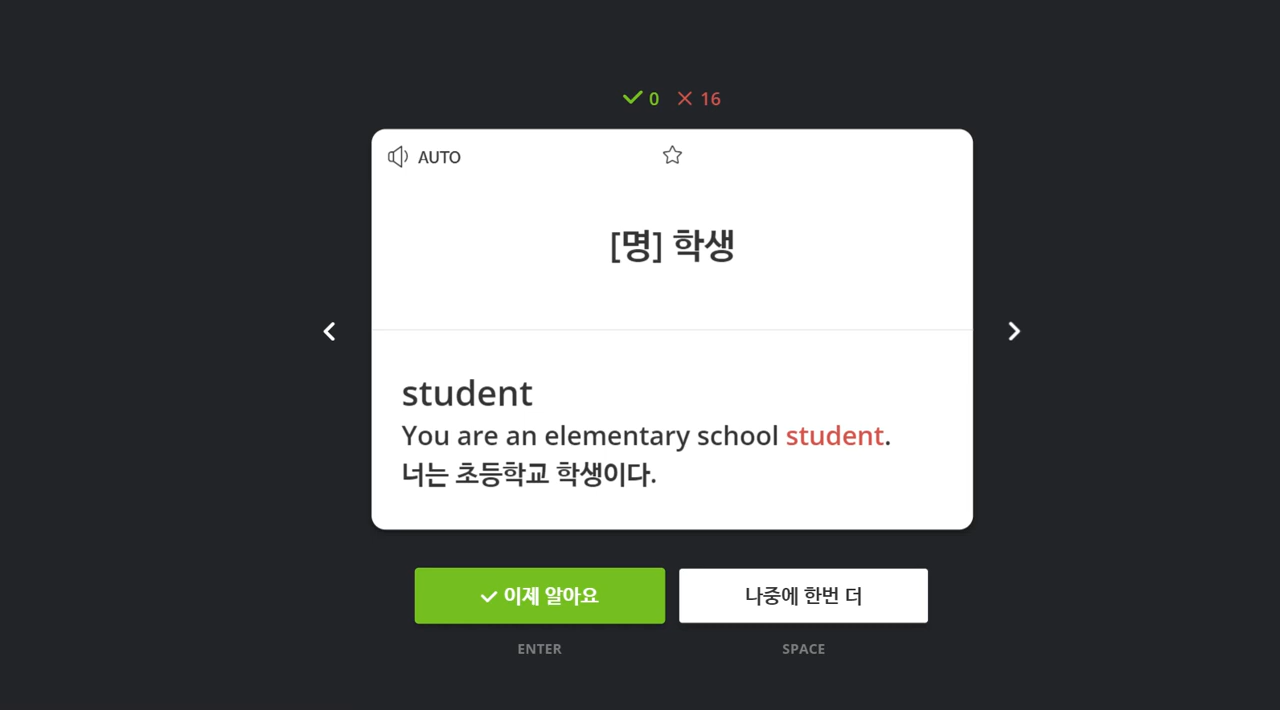 0 16
AUTO
[명] 학생
student
You are an elementary school student.
너는 초등학교 학생이다.
이제 알아요 나중에 한번 더
ENTER SPACE